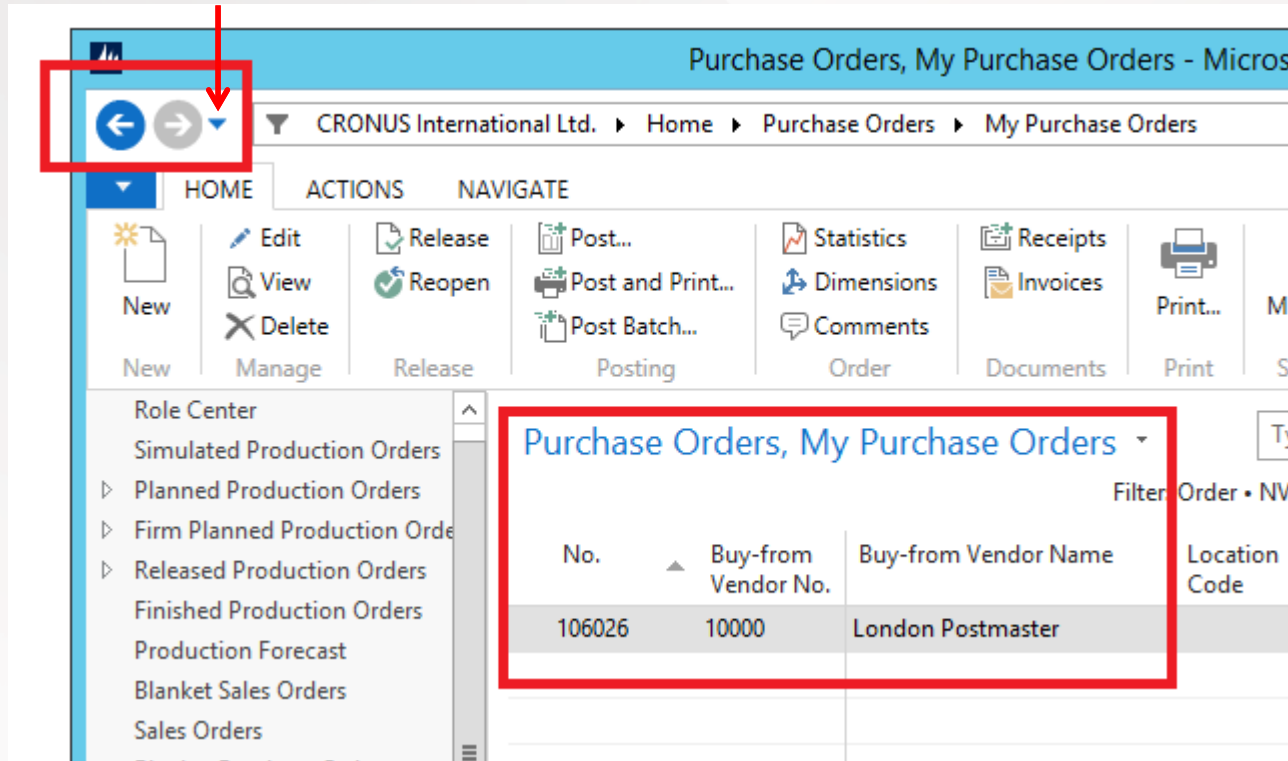 Purchase Orders, My Purchase Orders -
CRONUS International Ltd. Home Purchase Orders My Purchase Orders
HOME ACTIONS NAVIGATE
Edit Release Post... Statistics Receipts
View Reopen Post and Print... Dimensions Invoices
New Print...
Delete Post Batch... Comments
New Manage Release Posting Order Documents Print
Role Center
Simulated Production Orders
Planned Production Orders
Firm Planned Production
Released Production Orders
Finished Production Orders
Production Forecast
Blanket Sales Orders
Sales Orders
Purchase Orders, My Purchase Orders
Filter: Order •
No. Buy-from Buy-from Vendor Name Location
Vendor No. Code
106026 10000 London Postmaster